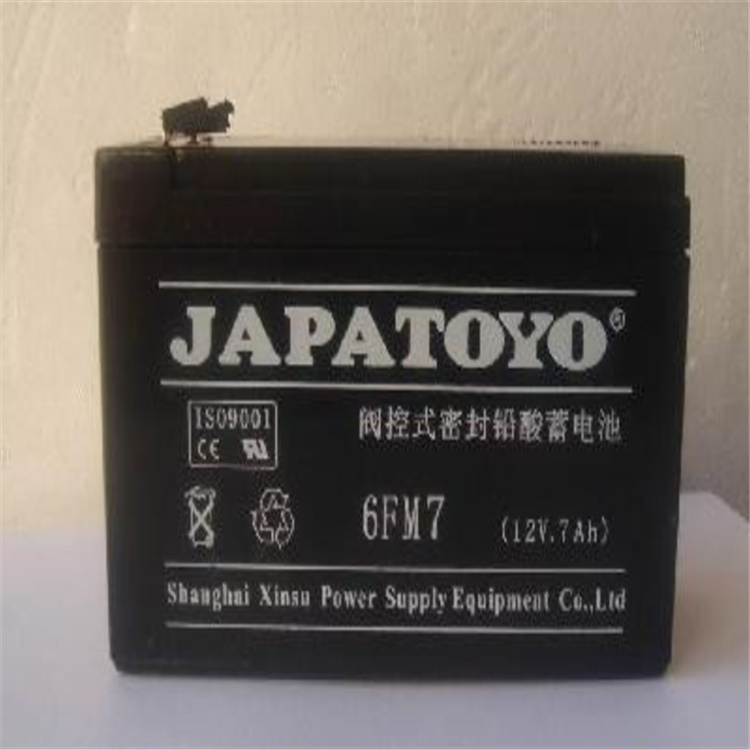 JAPATOYO®
ISO9001
CE
阀控式密封铅酸蓄电池
6FM7 (12V.7Ah)
Shanghai Xinsu Power Supply Equipment Co.,Ltd